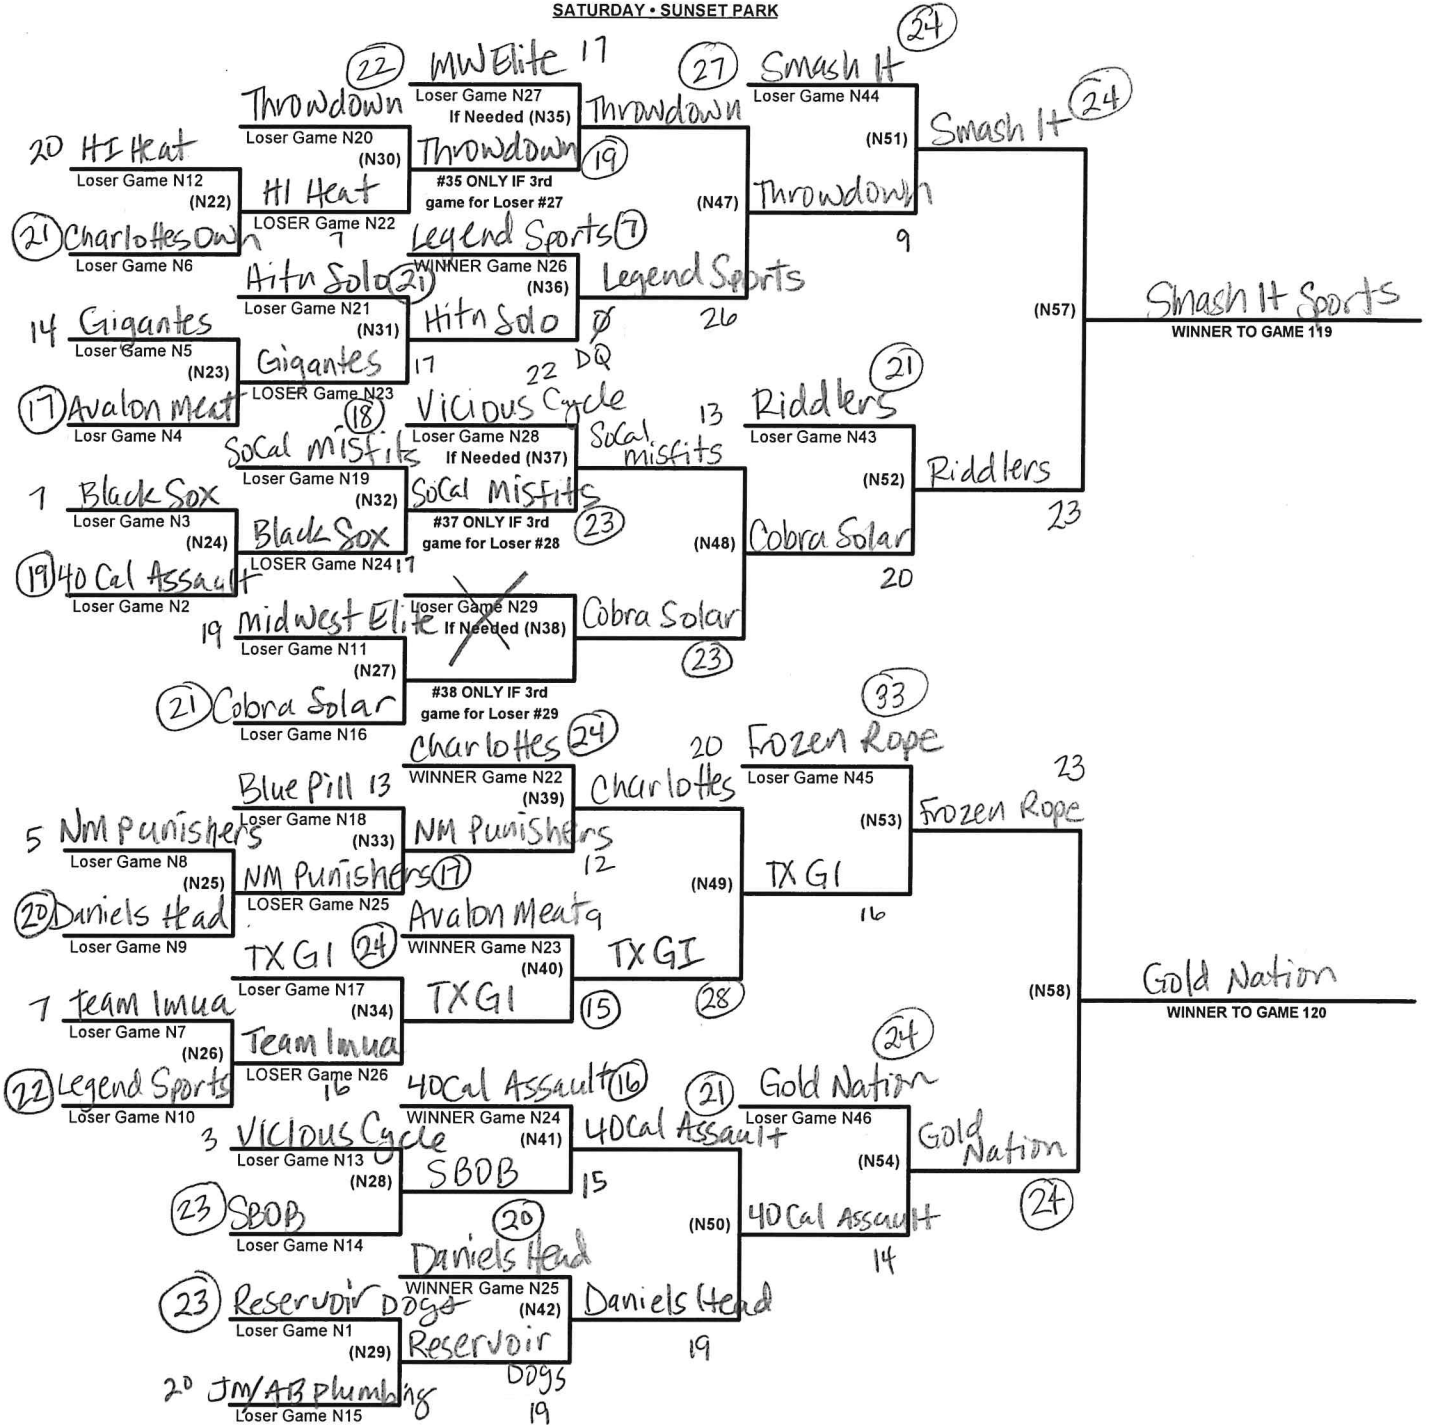 SATURDAY • SUNSET PARK
24
22 MW Elite 17 27 Smash It
Loser Game N27 Loser Game N44
Throwdown If Needed (N35) Throwdown 24
Loser Game N20 (N51) Smash It
20 HI Heat (N30) Throwdown 19
Loser Game N12 #35 ONLY IF 3rd
(N22) HI Heat game for Loser #27 (N47) Throwdown
LOSER Game N22
21 Charlottes Own 7 Legend Sports 7 9
Loser Game N6 WINNER Game N26
Hitn Solo 21 (N36) Legend Sports
Loser Game N21 Smash It Sports
14 Gigantes (N31) Hitn Solo Ø 26 (N57)
WINNER TO GAME 119
Loser Game N5 DQ
(N23) Gigantes 17
LOSER Game N23 22 21
17 Avalon Meat 18 Vicious Cycle 13 Riddlers
Losr Game N4 Loser Game N28 Socal Loser Game N43
Socal Misfits If Needed (N37) misfits
Loser Game N19 (N52) Riddlers
7 Black Sox (N32) Socal Misfits
Loser Game N3 #37 ONLY IF 3rd 23 23
(N24) Black Sox game for Loser #28 (N48) Cobra Solar
LOSER Game N24 17
19 40 Cal Assault 20
Loser Game N2 Loser Game N29
19 Midwest Elite If Needed (N38) Cobra Solar
Loser Game N11
(N27) 23
#38 ONLY IF 3rd
21 Cobra Solar game for Loser #29 33
Loser Game N16
Charlottes 24 20 Frozen Rope
WINNER Game N22 Loser Game N45 23
Blue Pill 13 (N39) Charlottes
Loser Game N18 (N53) Frozen Rope
5 NM Punishers (N33) NM Punishers
Loser Game N8 12
(N25) NM Punishers 17 (N49) TX GI
LOSER Game N25
20 Daniels Head Avalon Meat 9 16
Loser Game N9 WINNER Game N23
TX GI 24 (N40) TX GI
Loser Game N17 Gold Nation
7 Team Imua (N34) TX GI 15 28 (N58)
WINNER TO GAME 120
Loser Game N7
(N26) Team Imua 24
LOSER Game N26
22 Legend Sports 16 40 Cal Assault 16 21 Gold Nation
Loser Game N10 WINNER Game N24 Loser Game N46
3 Vicious Cycle (N41) 40 Cal Assault Gold
Loser Game N13 (N54) Nation
(N28) SBOB 15
23 SBOB 20 24
(N50) 40 Cal Assault
Loser Game N14 Daniels Head 14
WINNER Game N25
23 Reservoir Dogs (N42) Daniels Head
Loser Game N1
(N29) Reservoir 19
Dogs
20 JM/AB Plumbing
Loser Game N15 19